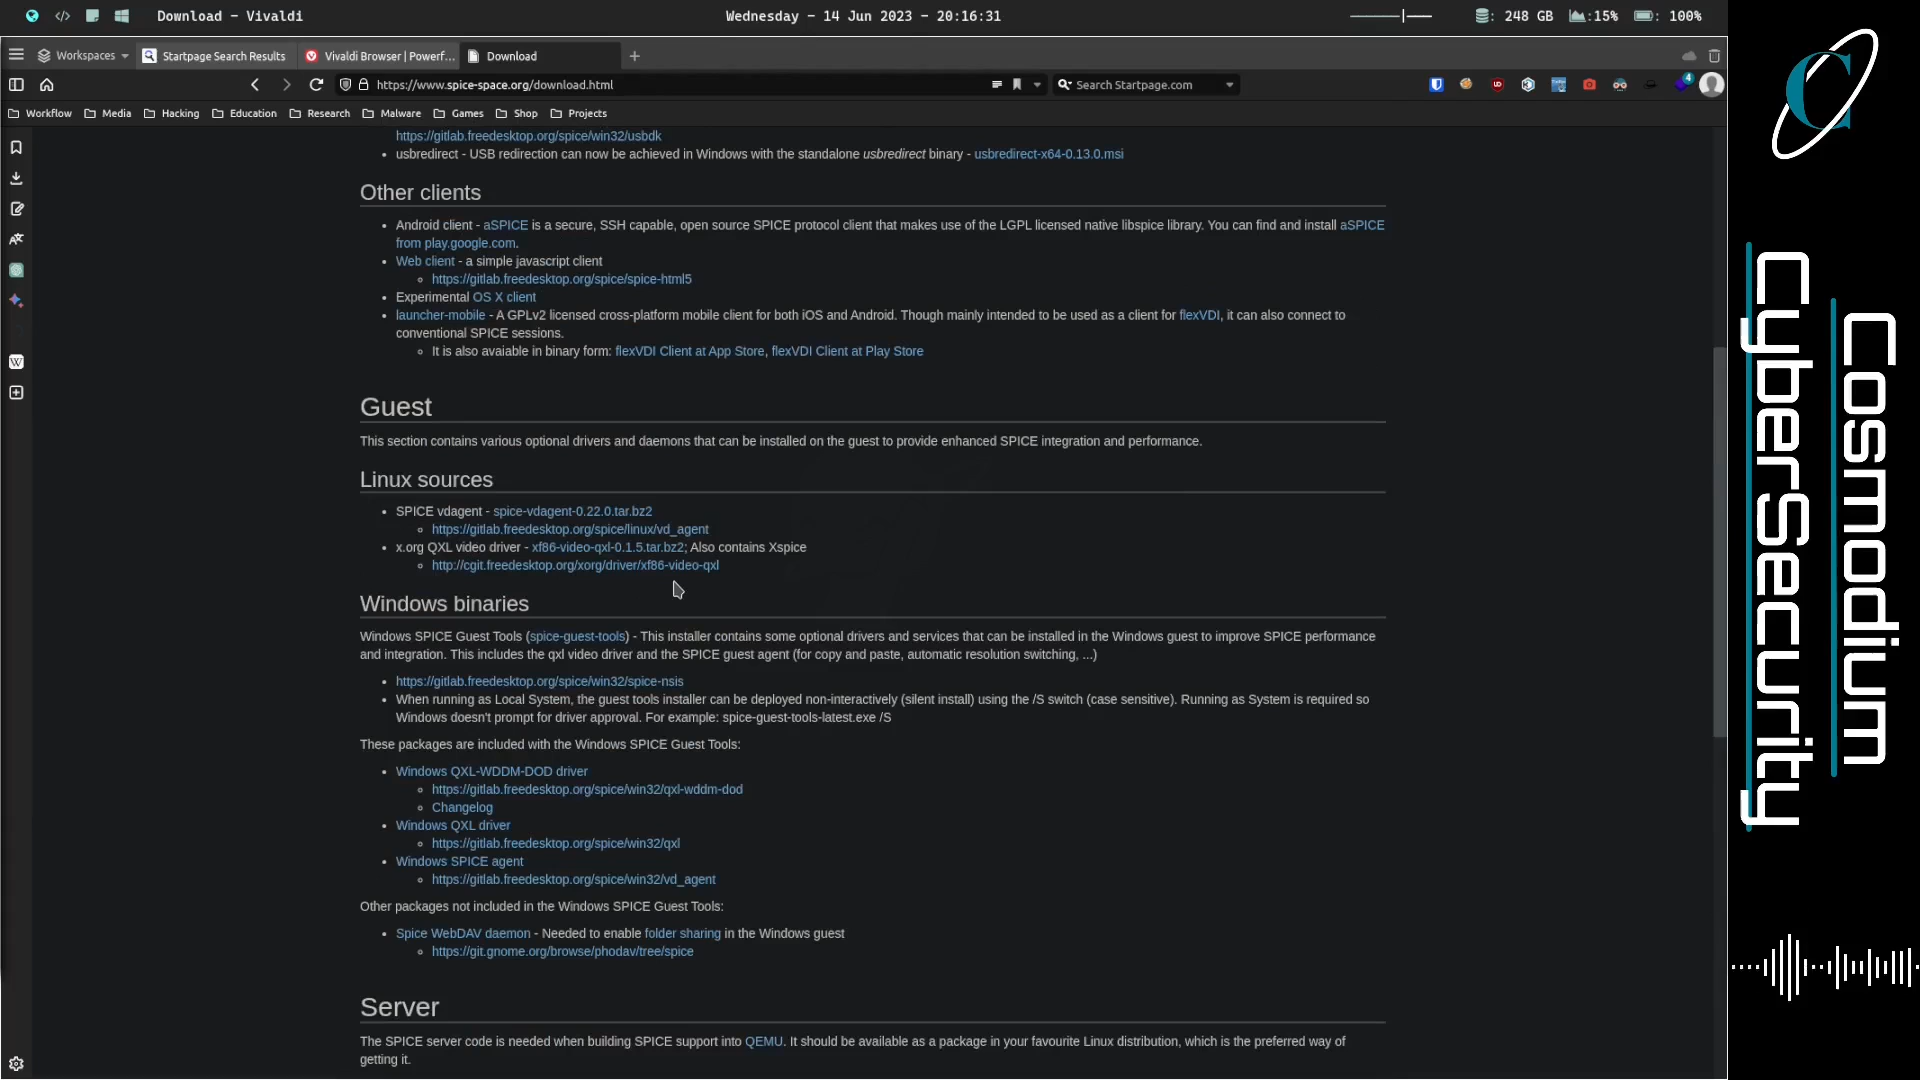 Download - Vivaldi
Wednesday - 14 Jun 2023 - 20:16:31
: 248 GB
:15%
: 100%
Workspaces
Startpage Search Results
Vivaldi Browser | Powerf...
Download
https://www.spice-space.org/download.html
Search Startpage.com
4
Workflow
Media
Hacking
Education
Research
Malware
Games
Shop
Projects
https://gitlab.freedesktop.org/spice/win32/usbdk
usbredirect - USB redirection can now be achieved in Windows with the standalone usbredirect binary - usbredirect-x64-0.13.0.msi
Other clients
Android client - aSPICE is a secure, SSH capable, open source SPICE protocol client that makes use of the LGPL licensed native libspice library. You can find and install aSPICE
from play.google.com.
Web client - a simple javascript client
https://gitlab.freedesktop.org/spice/spice-html5
Experimental OS X client
launcher-mobile - A GPLv2 licensed cross-platform mobile client for both iOS and Android. Though mainly intended to be used as a client for flexVDI, it can also connect to
conventional SPICE sessions.
It is also avaiable in binary form: flexVDI Client at App Store, flexVDI Client at Play Store
Guest
This section contains various optional drivers and daemons that can be installed on the guest to provide enhanced SPICE integration and performance.
Linux sources
SPICE vdagent - spice-vdagent-0.22.0.tar.bz2
https://gitlab.freedesktop.org/spice/linux/vd_agent
x.org QXL video driver - xf86-video-qxl-0.1.5.tar.bz2; Also contains Xspice
http://cgit.freedesktop.org/xorg/driver/xf86-video-qxl
Windows binaries
Windows SPICE Guest Tools (spice-guest-tools) - This installer contains some optional drivers and services that can be installed in the Windows guest to improve SPICE performance
and integration. This includes the qxl video driver and the SPICE guest agent (for copy and paste, automatic resolution switching, ...)
https://gitlab.freedesktop.org/spice/win32/spice-nsis
When running as Local System, the guest tools installer can be deployed non-interactively (silent install) using the /S switch (case sensitive). Running as System is required so
Windows doesn't prompt for driver approval. For example: spice-guest-tools-latest.exe /S
These packages are included with the Windows SPICE Guest Tools:
Windows QXL-WDDM-DOD driver
https://gitlab.freedesktop.org/spice/win32/qxl-wddm-dod
Changelog
Windows QXL driver
https://gitlab.freedesktop.org/spice/win32/qxl
Windows SPICE agent
https://gitlab.freedesktop.org/spice/win32/vd_agent
Other packages not included in the Windows SPICE Guest Tools:
Spice WebDAV daemon - Needed to enable folder sharing in the Windows guest
https://git.gnome.org/browse/phodav/tree/spice
Server
The SPICE server code is needed when building SPICE support into QEMU. It should be available as a package in your favourite Linux distribution, which is the preferred way of
getting it.
C
Cosmodium
CyberSecurity